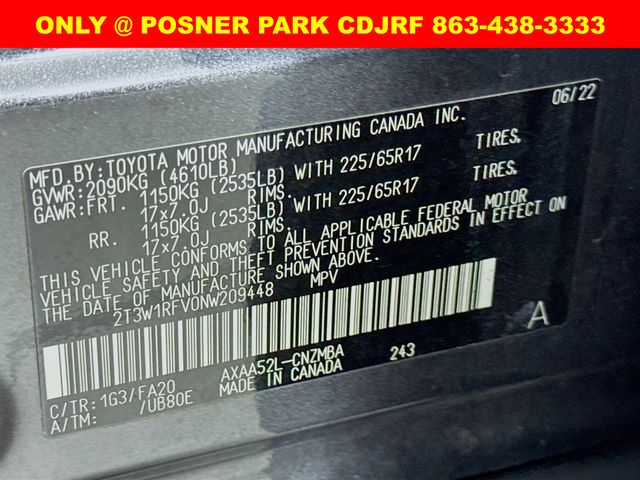 ONLY @ POSNER PARK CDJRF 863-438-3333
06/22
MFD.BY:TOYOTA MOTOR MANUFACTURING CANADA INC.
GVWR:2090KG (4610LB)
GAWR:FRT. 1150KG (2535LB) WITH 225/65R17 TIRES.
17x7.0J RIMS.
RR. 1150KG (2535LB) WITH 225/65R17 TIRES.
17x7.0J RIMS.
THIS VEHICLE CONFORMS TO ALL APPLICABLE FEDERAL MOTOR
VEHICLE SAFETY AND THEFT PREVENTION STANDARDS IN EFFECT ON
THE DATE OF MANUFACTURE SHOWN ABOVE.
2T3W1RFV0NW209448 MPV
A
AXAA52L-CNZMBA 243
C/TR:1G3/FA20 MADE IN CANADA
A/TM: /UB80E